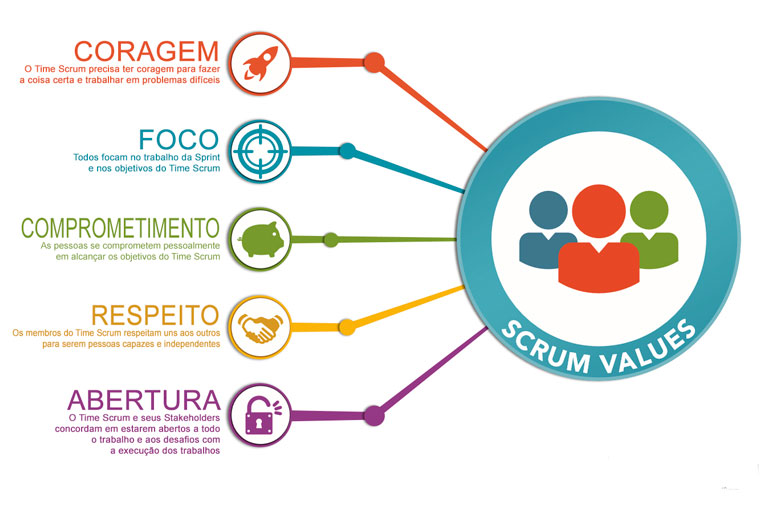 CORAGEM
O Time Scrum precisa ter coragem para fazer
a coisa certa e trabalhar em problemas difíceis
FOCO
Todos focam no trabalho da Sprint
e nos objetivos do Time Scrum
COMPROMETIMENTO
As pessoas se comprometem pessoalmente
em alcançar os objetivos do Time Scrum
RESPEITO
Os membros do Time Scrum respeitam uns aos outros
para serem pessoas capazes e independentes
ABERTURA
O Time Scrum e seus Stakeholders
concordam em estarem abertos a todo
o trabalho e aos desafios com
a execução dos trabalhos
SCRUM VALUES